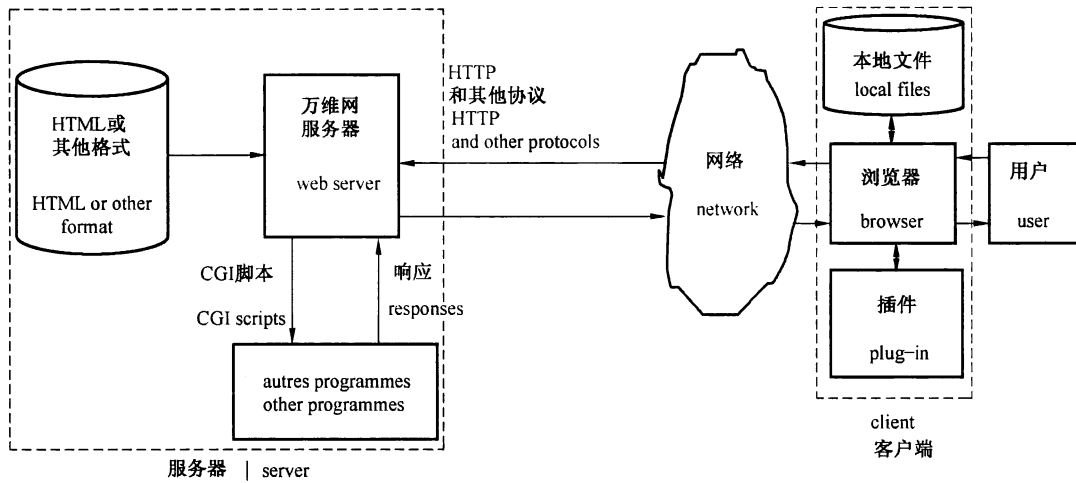 HTML或
其他格式
HTML or other
format
万维网
服务器
web server
CGI脚本
CGI scripts
响应
responses
autres programmes
other programmes
服务器 | server
HTTP
和其他协议
HTTP
and other protocols
网络
network
本地文件
local files
浏览器
browser
插件
plug-in
client
客户端
用户
user